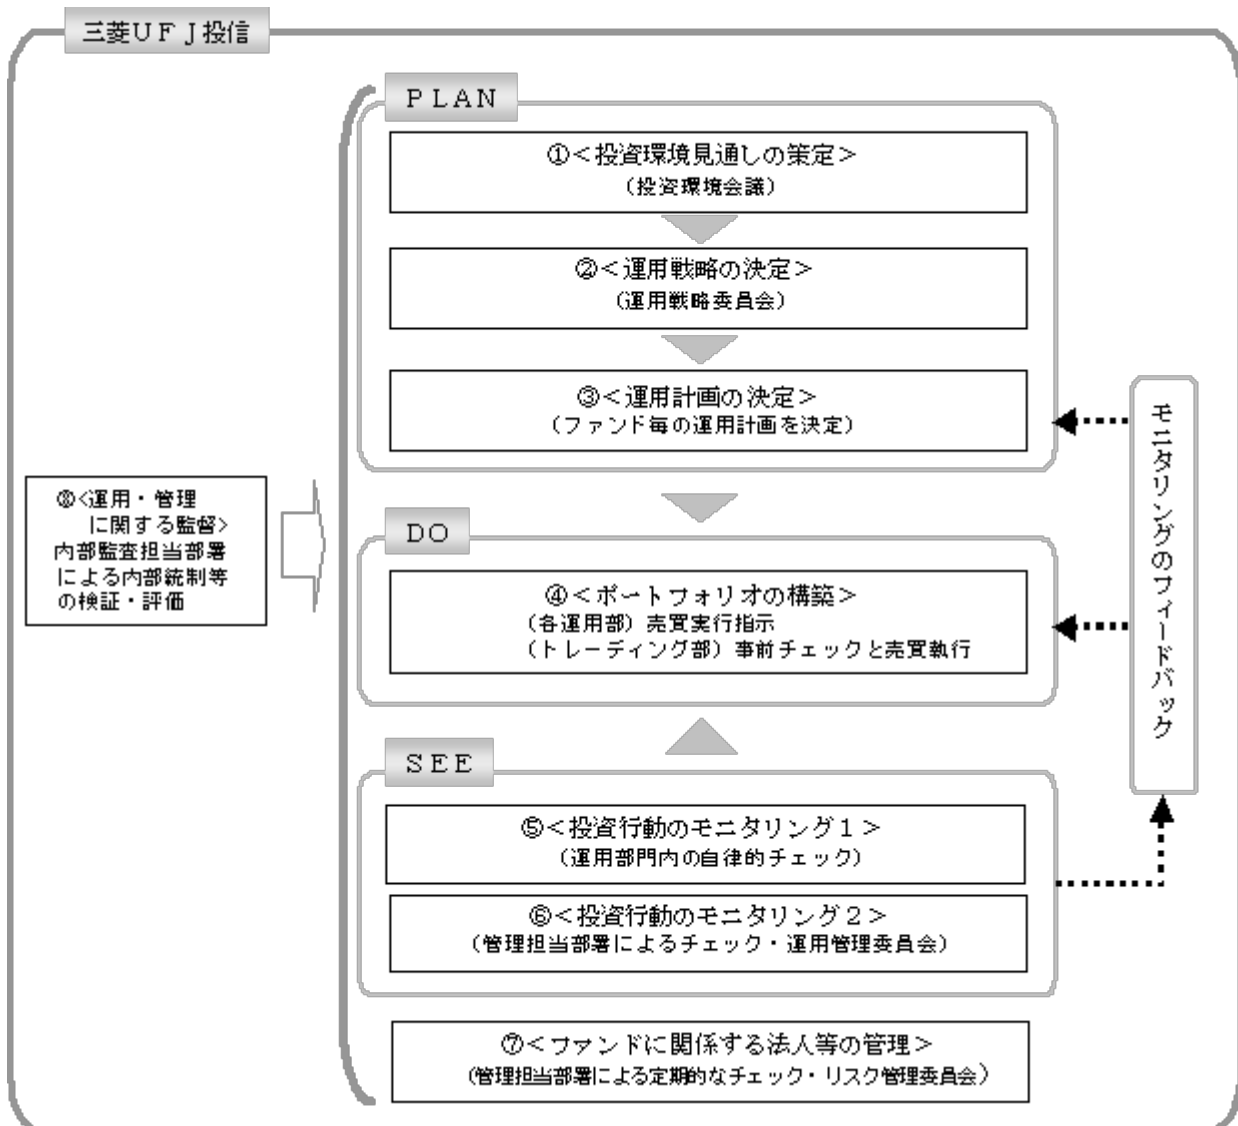 三菱UFJ投信
PLAN
①<投資環境見通しの策定>
(投資環境会議)
②<運用戦略の決定>
(運用戦略委員会)
③<運用計画の決定>
(ファンド毎の運用計画を決定)
⑧<運用・管理
に関する監督>
内部監査担当部署
による内部統制等
の検証・評価
DO
④<ポートフォリオの構築>
(各運用部)売買実行指示
(トレーディング部)事前チェックと売買執行
モニタリングのフィードバック
SEE
⑤<投資行動のモニタリング1>
(運用部門内の自律的チェック)
⑥<投資行動のモニタリング2>
(管理担当部署によるチェック・運用管理委員会)
⑦<ファンドに関係する法人等の管理>
(管理担当部署による定期的なチェック・リスク管理委員会)